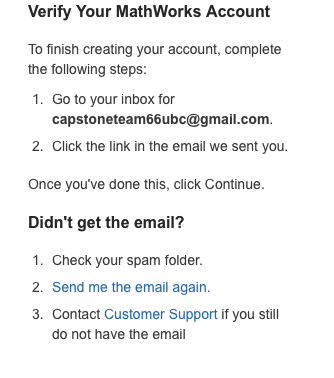 Verify Your MathWorks Account
To finish creating your account, complete
the following steps:
1. Go to your inbox for
capstoneteam66ubc@gmail.com.
2. Click the link in the email we sent you.
Once you've done this, click Continue.
Didn't get the email?
1. Check your spam folder.
2. Send me the email again.
3. Contact Customer Support if you still
do not have the email